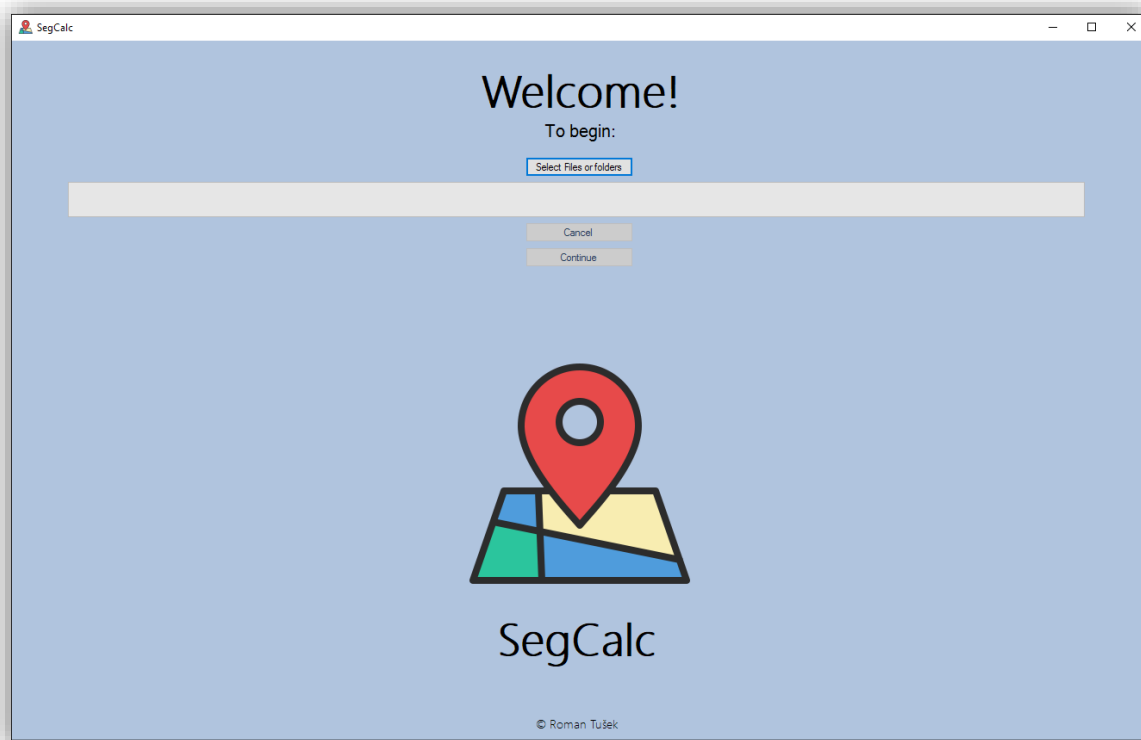 SegCalc
Welcome!
To begin:
Select Files or folders
Cancel
Continue
SegCalc
© Roman Tušek